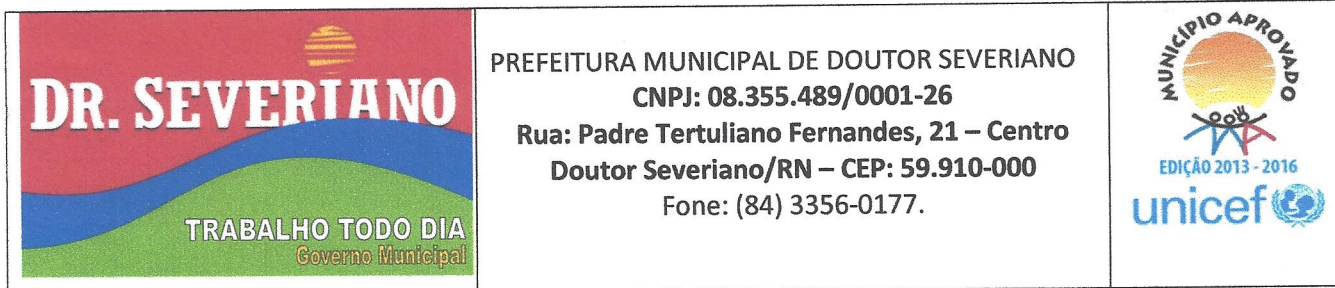 DR. SEVERIANO
TRABALHO TODO DIA
Governo Municipal
PREFEITURA MUNICIPAL DE DOUTOR SEVERIANO
CNPJ: 08.355.489/0001-26
Rua: Padre Tertuliano Fernandes, 21 – Centro
Doutor Severiano/RN – CEP: 59.910-000
Fone: (84) 3356-0177.
MUNICÍPIO APROVADO
EDIÇÃO 2013 - 2016
unicef